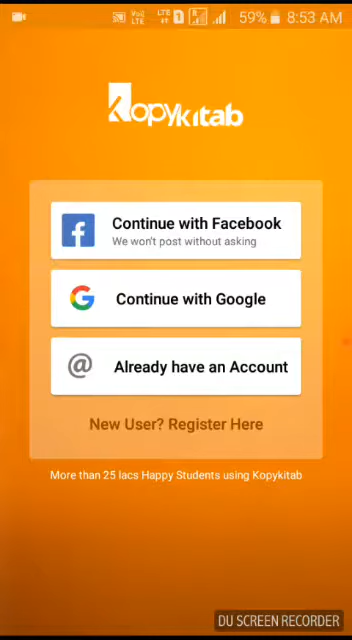 59% 8:53 AM
Kopykitab
Continue with Facebook
We won't post without asking
Continue with Google
@ Already have an Account
New User? Register Here
More than 25 lacs Happy Students using Kopykitab
DU SCREEN RECORDER